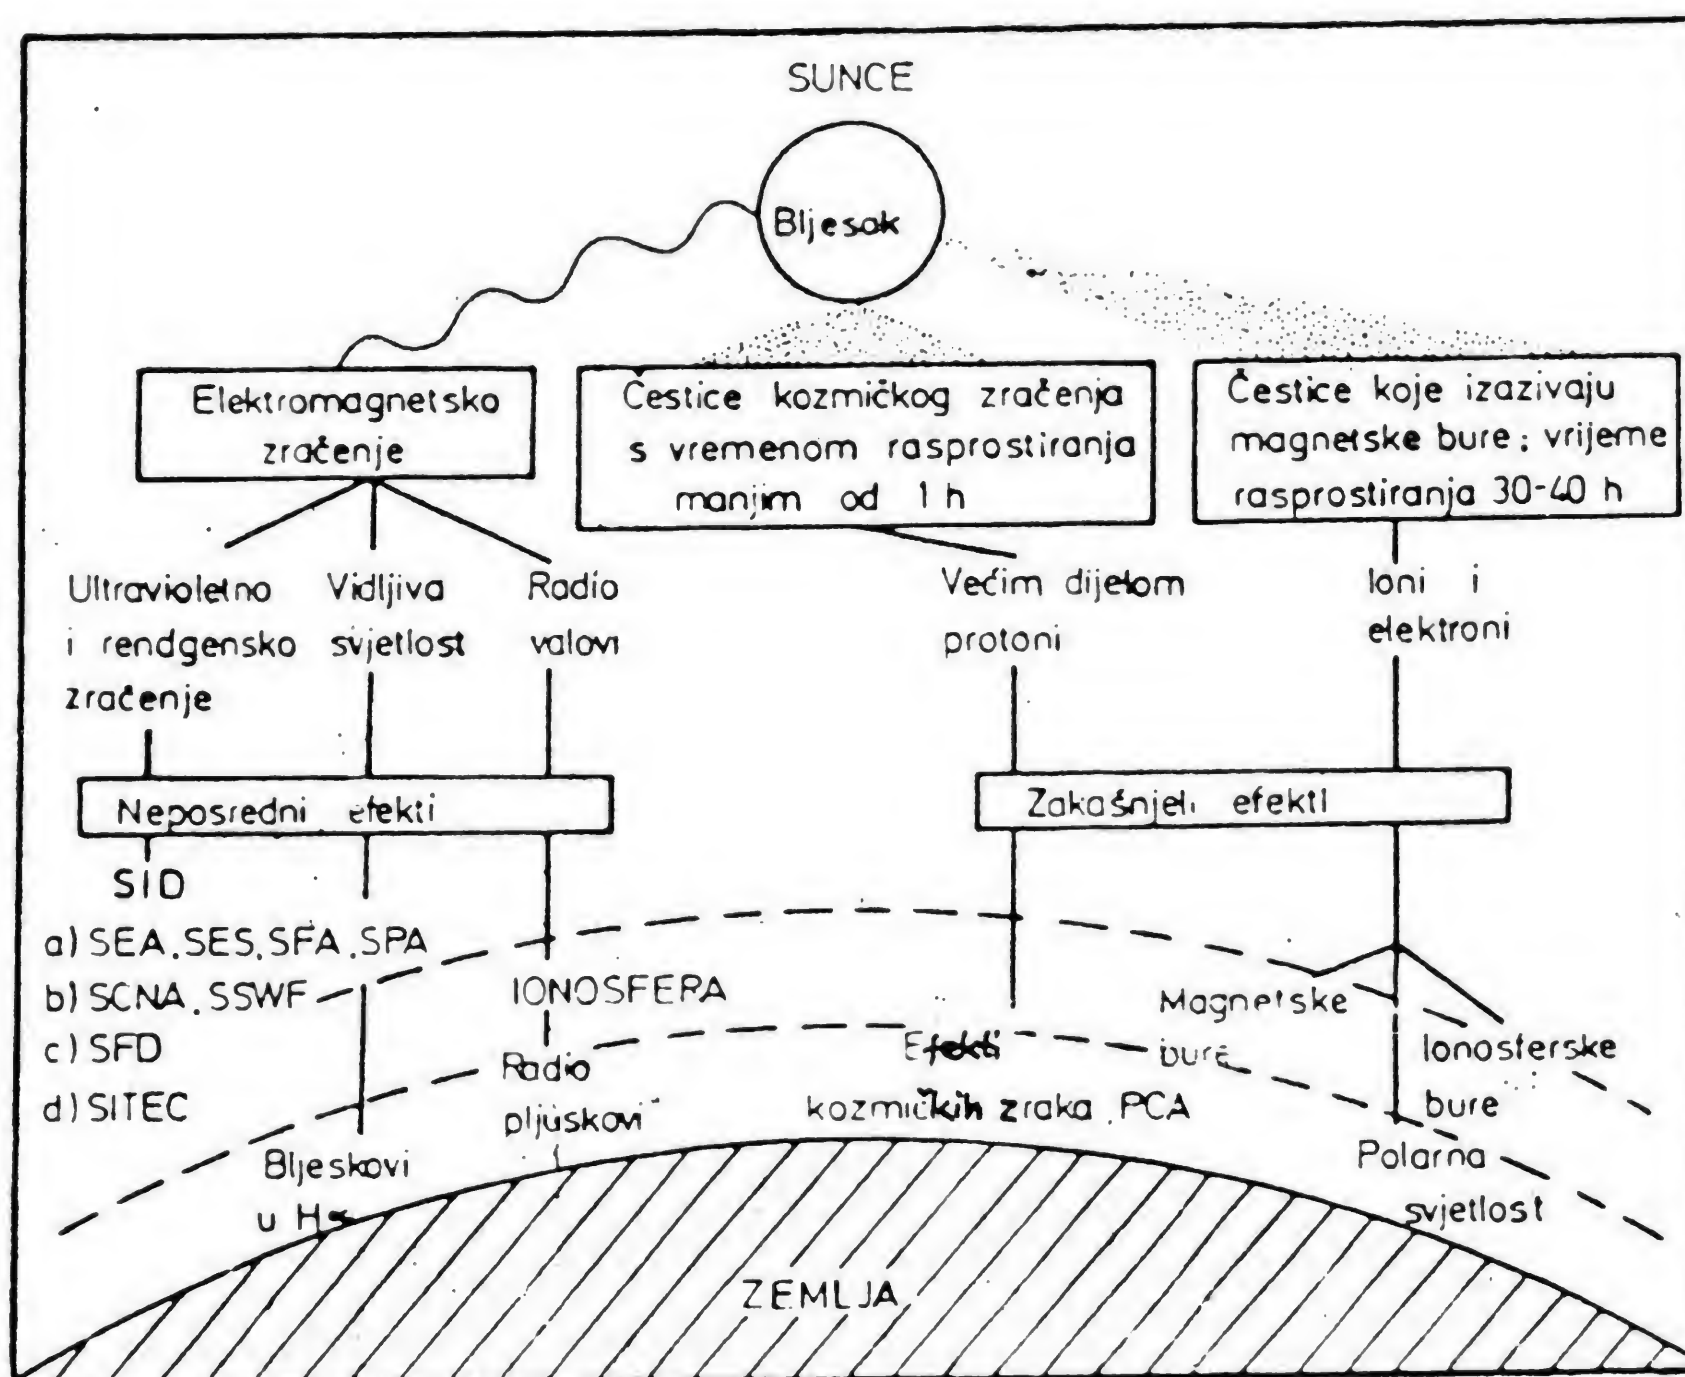 SUNCE
Bljesak
Elektromagnetsko
zračenje
Čestice kozmičkog zračenja
s vremenom rasprostiranja
manjim od 1 h
Čestice koje izazivaju
magnetske bure; vrijeme
rasprostiranja 30-40 h
Ultravioletno
i rendgensko
zračenje
Vidljiva
svjetlost
Radio
valovi
Većim dijelom
protoni
Ioni i
elektroni
Neposredni efekti
Zakašnjeli efekti
SID
a) SEA, SES, SFA, SPA
b) SCNA, SSWF
c) SFD
d) SITEC
IONOSFERA
Bljeskovi
u Hα
Radio
pljuskovi
Efekti
kozmičkih zraka, PCA
Magnetske
bure
Ionosferske
bure
Polarna
svjetlost
ZEMLJA